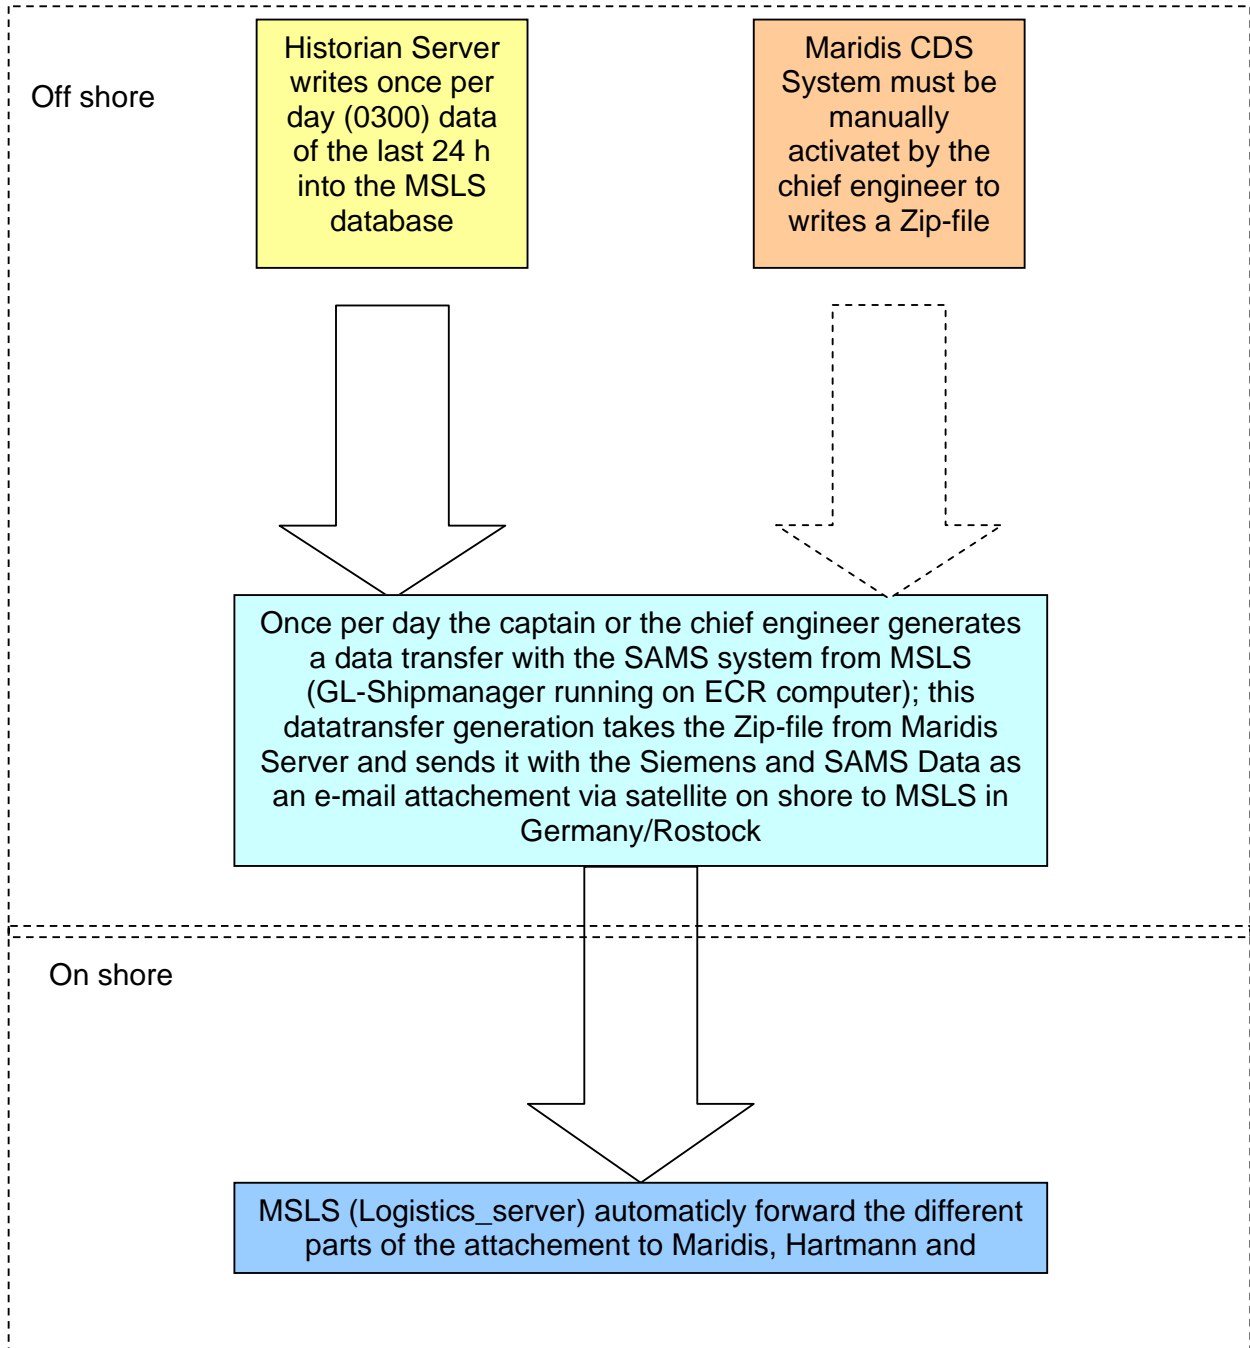 Off shore
Historian Server
writes once per
day (0300) data
of the last 24 h
into the MSLS
database
Maridis CDS
System must be
manually
activatet by the
chief engineer to
writes a Zip-file
Once per day the captain or the chief engineer generates
a data transfer with the SAMS system from MSLS
(GL-Shipmanager running on ECR computer); this
datatransfer generation takes the Zip-file from Maridis
Server and sends it with the Siemens and SAMS Data as
an e-mail attachement via satellite on shore to MSLS in
Germany/Rostock
On shore
MSLS (Logistics_server) automaticly forward the different
parts of the attachement to Maridis, Hartmann and